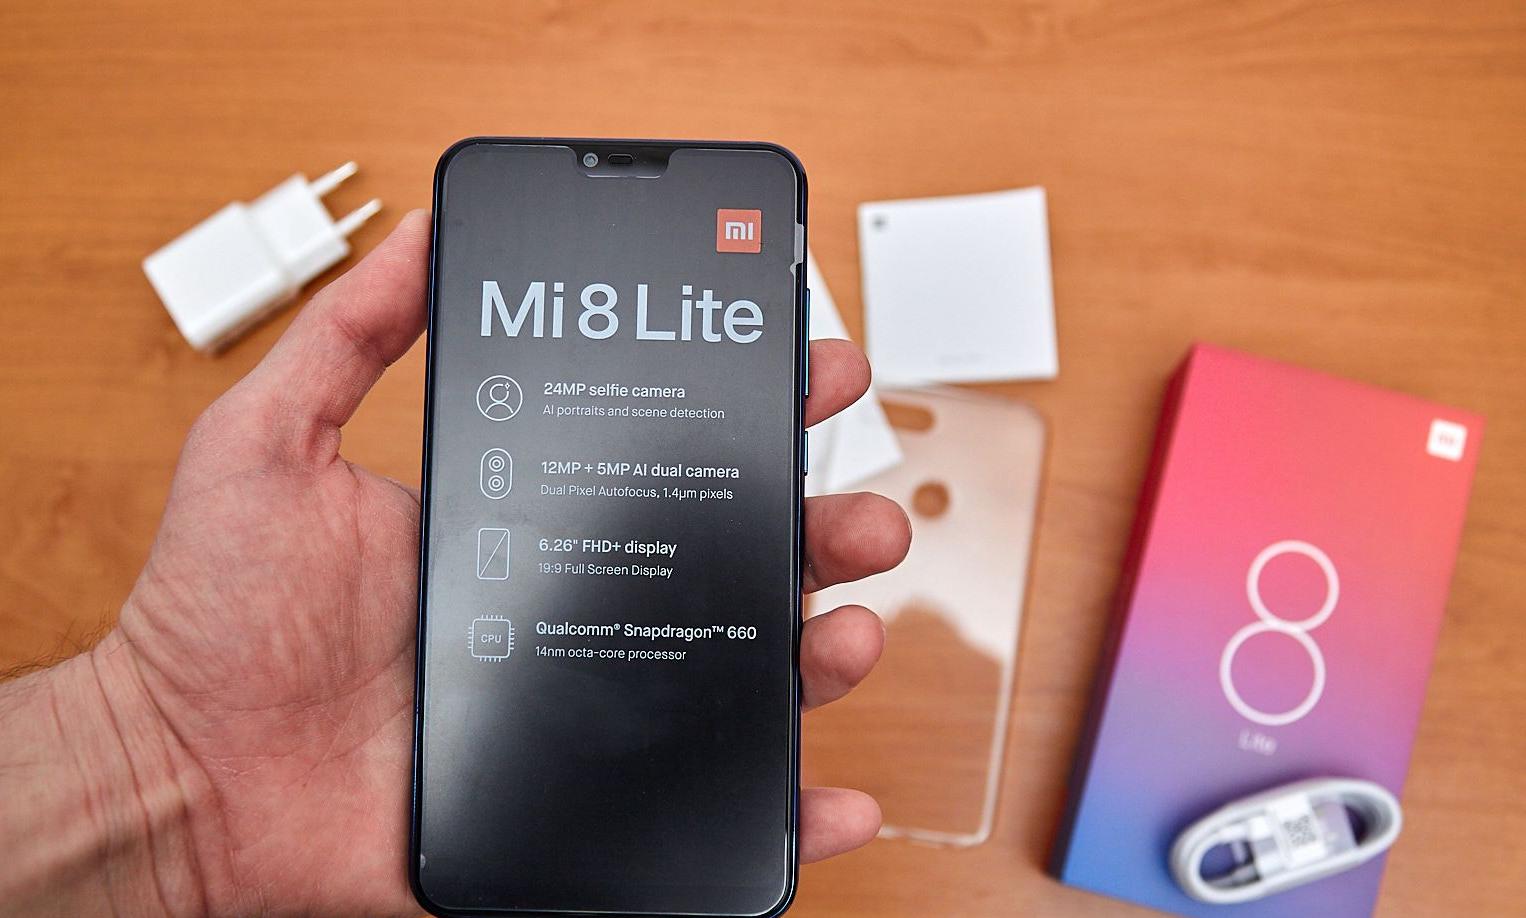 mi
Mi 8 Lite
24MP selfie camera
AI portraits and scene detection
12MP + 5MP AI dual camera
Dual Pixel Autofocus, 1.4µm pixels
6.26" FHD+ display
19:9 Full Screen Display
CPU
Qualcomm® Snapdragon™ 660
14nm octa-core processor
mi
8
Lite